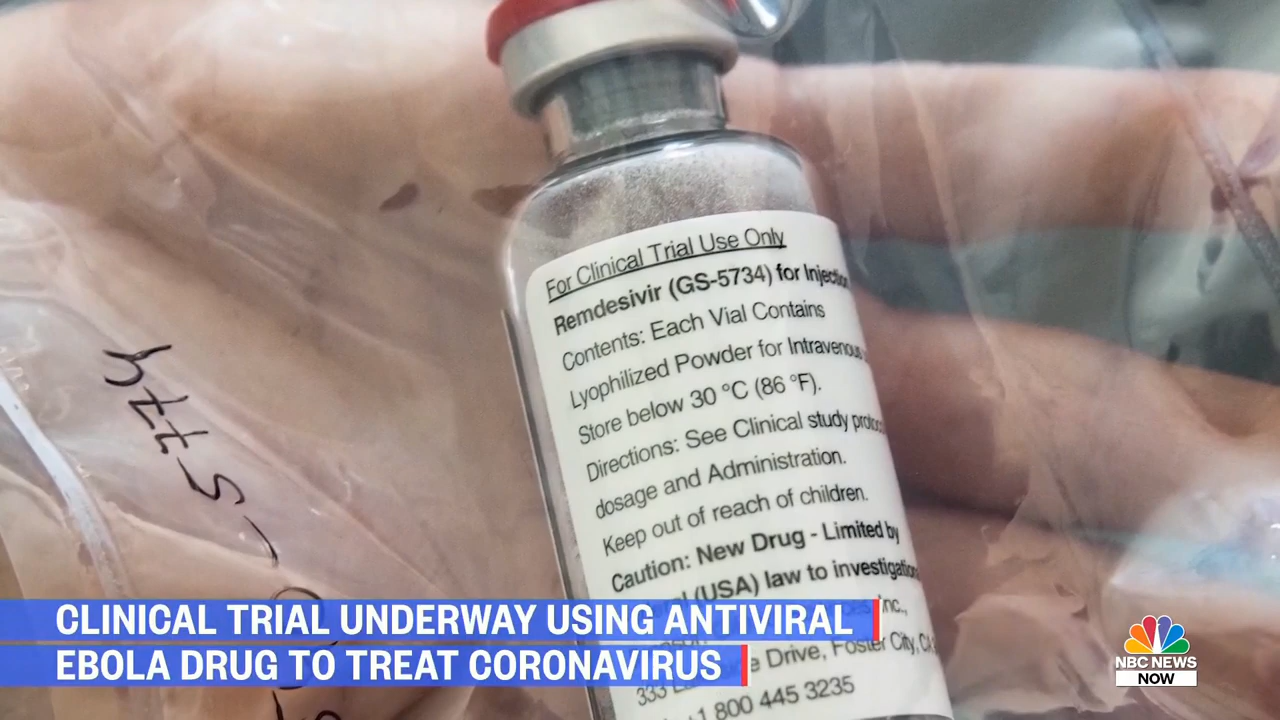 For Clinical Trial Use Only
Remdesivir (GS-5734) for Injection
Contents: Each Vial Contains
Lyophilized Powder for Intravenous
Store below 30 °C (86 °F).
Directions: See Clinical study
dosage and Administration.
Keep out of reach of children.
Caution: New Drug - Limited by
(USA) law to
Inc.,
333 Drive, Foster City,
1 800 445 3235
CLINICAL TRIAL UNDERWAY USING ANTIVIRAL
EBOLA DRUG TO TREAT CORONAVIRUS
NBC NEWS
NOW